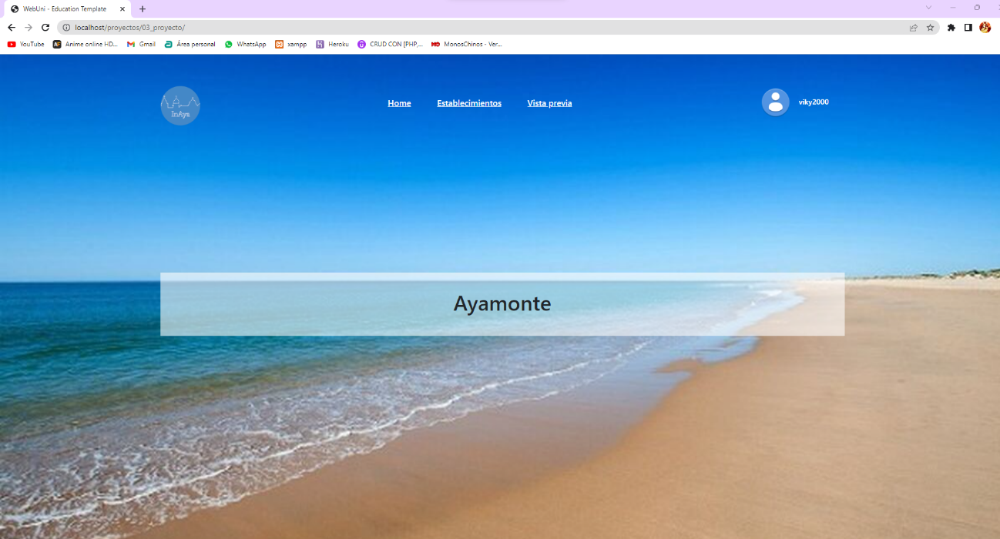 WebUni - Education Template
localhost/proyectos/03_proyecto/
YouTube AF Anime online HD... Gmail Área personal WhatsApp xampp Heroku CRUD CON [PHP,... MonosChinos - Ver...
InAya Home Establecimientos Vista previa viky2000
Ayamonte